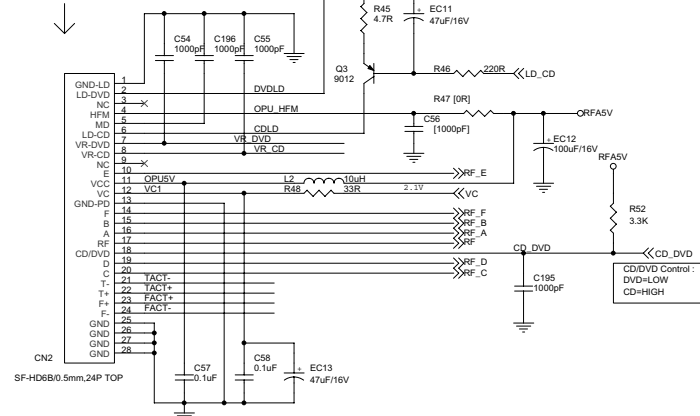 R45
4.7R
EC11
47uF/16V
C54
1000pF
C196
1000pF
C55
1000pF
Q3
9012
R46
220R
LD_CD
GND-LD 1
LD-DVD 2 DVDLD
NC 3
HFM 4 OPU_HFM
MD 5
LD-CD 6 CDLD
VR-DVD 7 VR_DVD
VR-CD 8 VR_CD
NC 9
E 10 RF_E
VCC 11 OPU5V L2 10uH
VC 12 VC1 R48 33R 2.1V VC
GND-PD 13
F 14 RF_F
B 15 RF_B
A 16 RF_A
RF 17 RF
CD/DVD 18 CD_DVD CD_DVD
D 19 RF_D
C 20 RF_C
T- 21 TACT-
T+ 22 TACT+
F+ 23 FACT+
F- 24 FACT-
GND 25
GND 26
GND 27
GND 28
R47 [0R]
RFA5V
C56
[1000pF]
EC12
100uF/16V
RFA5V
R52
3.3K
C195
1000pF
CD/DVD Control :
DVD=LOW
CD=HIGH
CN2
SF-HD6B/0.5mm,24P TOP
C57
0.1uF
C58
0.1uF
EC13
47uF/16V